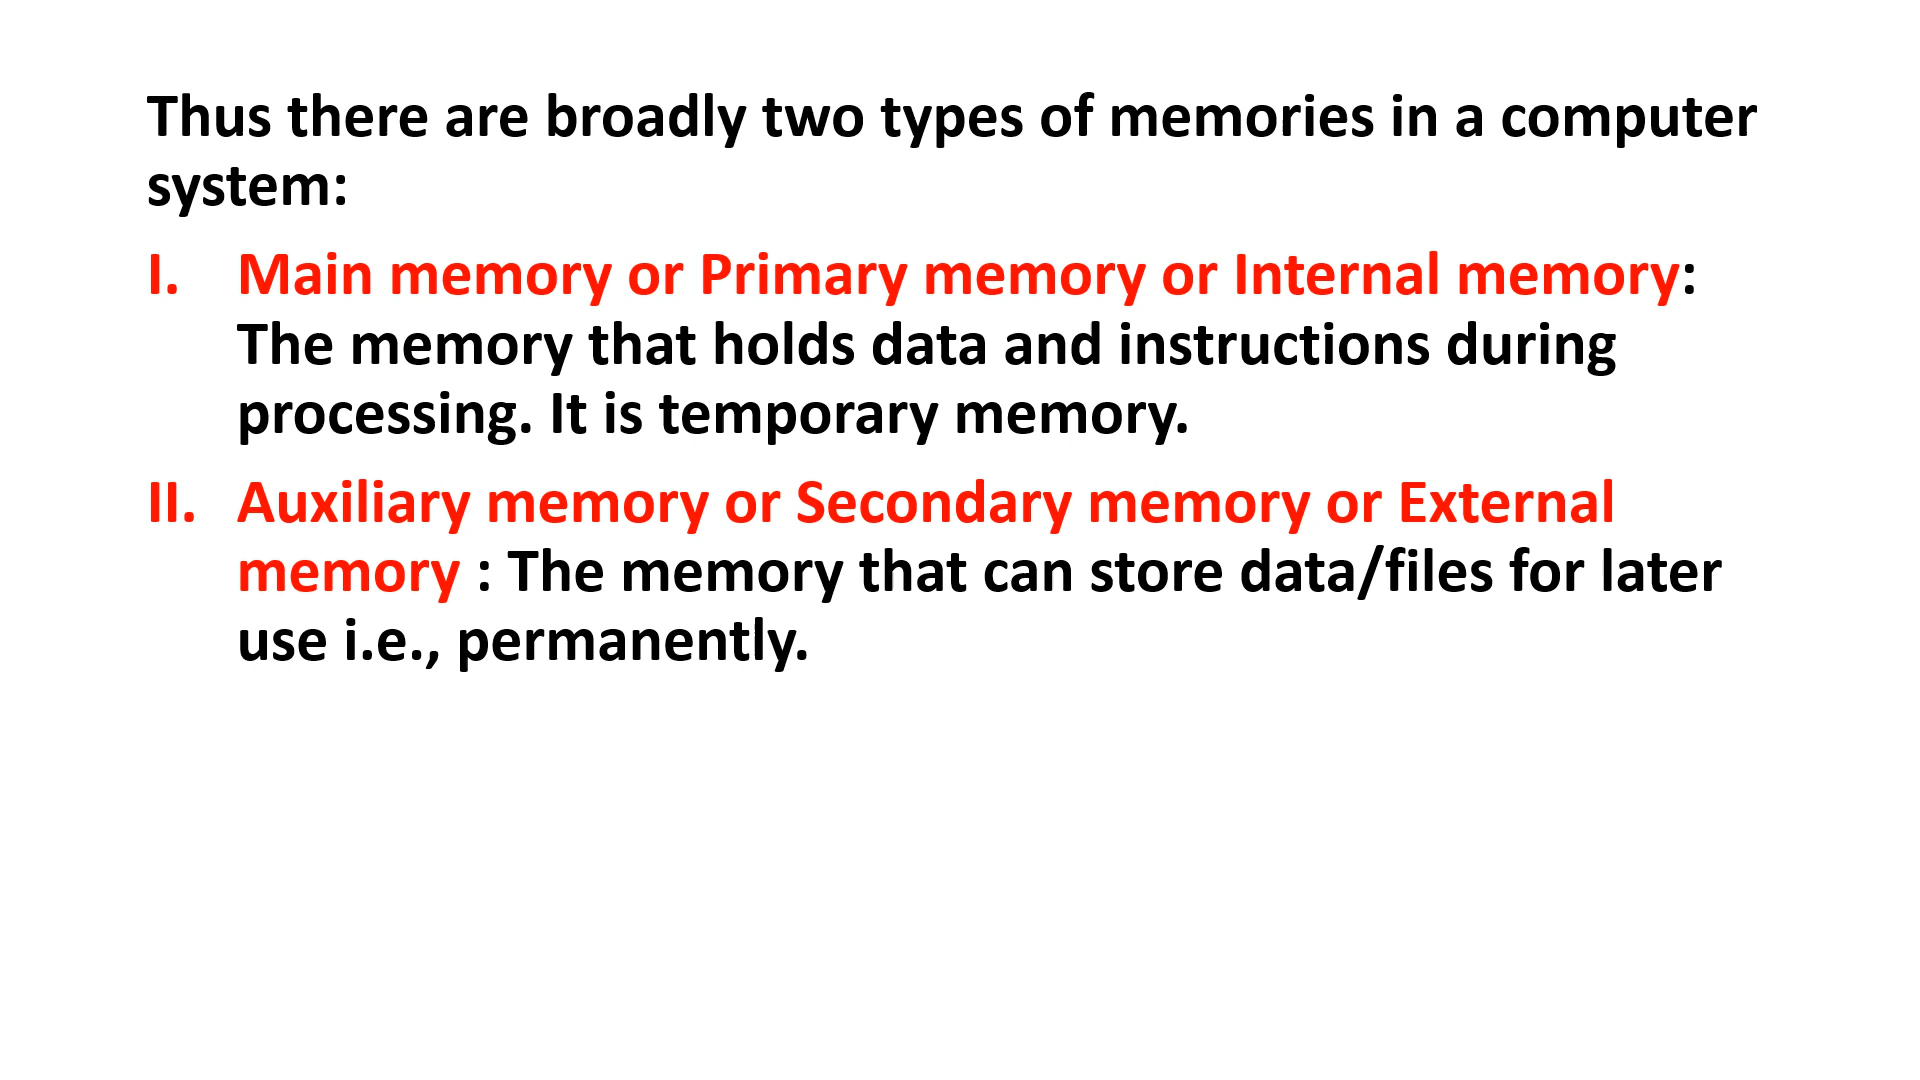 Thus there are broadly two types of memories in a computer
system:
I. Main memory or Primary memory or Internal memory:
The memory that holds data and instructions during
processing. It is temporary memory.
II. Auxiliary memory or Secondary memory or External
memory : The memory that can store data/files for later
use i.e., permanently.